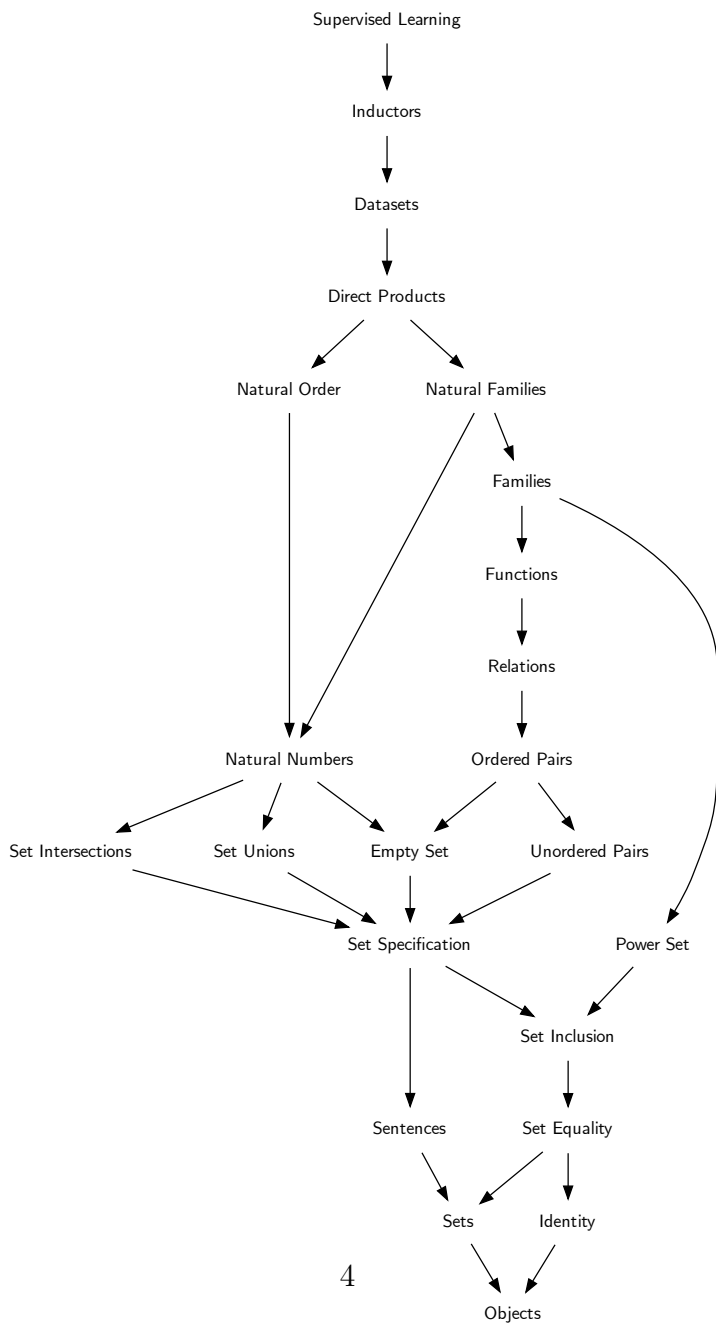 Supervised Learning
Inductors
Datasets
Direct Products
Natural Order
Natural Families
Families
Functions
Relations
Natural Numbers
Ordered Pairs
Set Intersections
Set Unions
Empty Set
Unordered Pairs
Set Specification
Power Set
Set Inclusion
Sentences
Set Equality
Sets
Identity
4
Objects